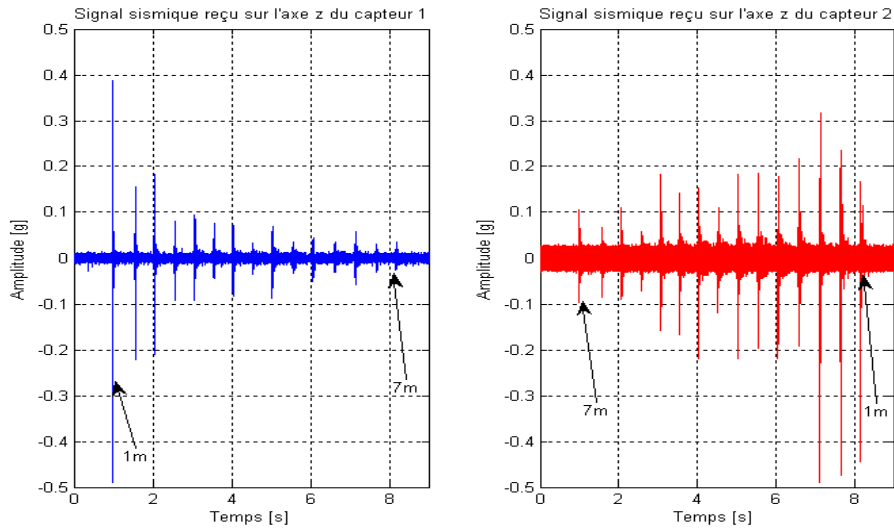 Signal sismique reçu sur l'axe z du capteur 1
0.5
0.4
0.3
0.2
0.1
0
-0.1
-0.2
-0.3
-0.4
-0.5
Amplitude [g]
0 2 4 6 8
Temps [s]
1m
7m
Signal sismique reçu sur l'axe z du capteur 2
0.5
0.4
0.3
0.2
0.1
0
-0.1
-0.2
-0.3
-0.4
-0.5
Amplitude [g]
0 2 4 6 8
Temps [s]
7m
1m